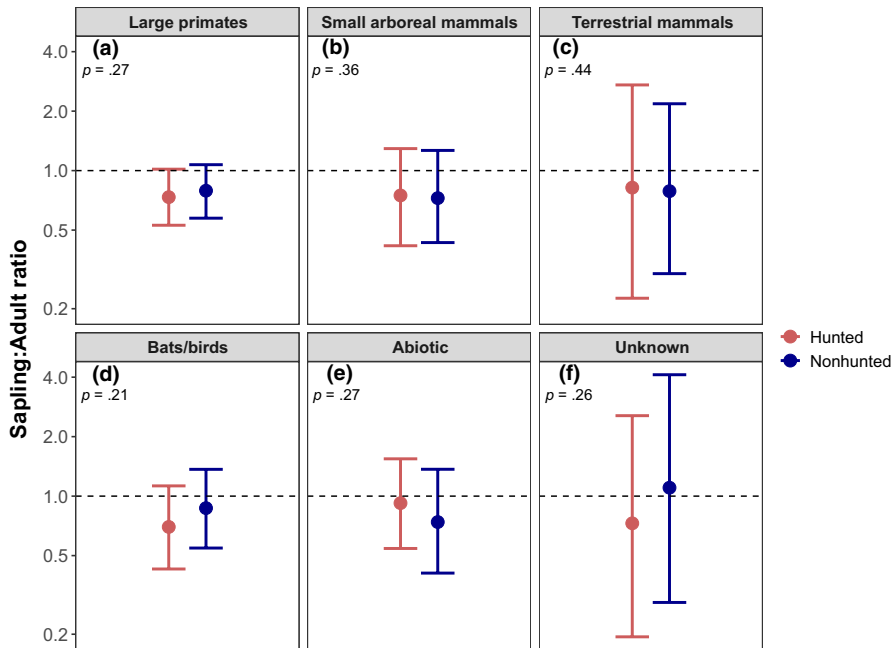 Large primates
Small arboreal mammals
Terrestrial mammals
(a)
(b)
(c)
p = .27
p = .36
p = .44
4.0
2.0
1.0
0.5
0.2
Sapling:Adult ratio
Hunted
Nonhunted
Bats/birds
Abiotic
Unknown
(d)
(e)
(f)
p = .21
p = .27
p = .26
4.0
2.0
1.0
0.5
0.2